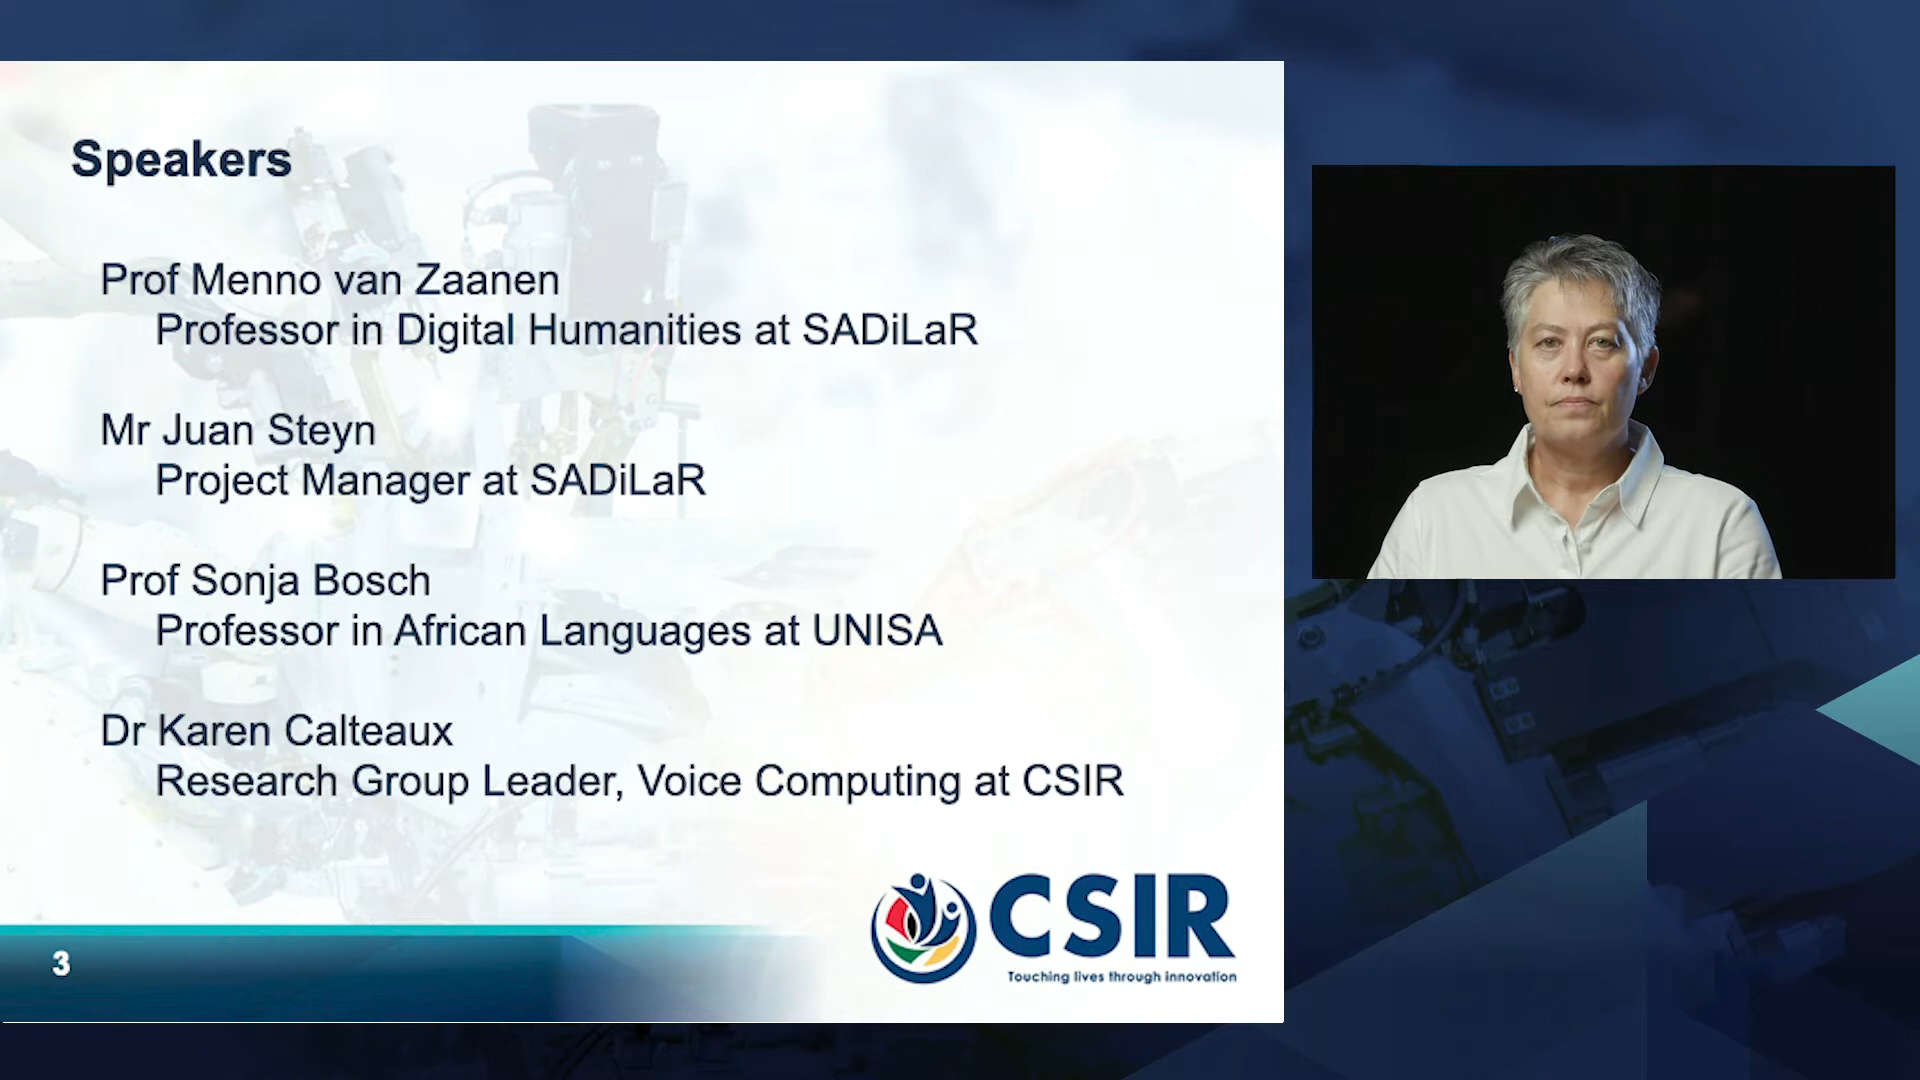 Speakers
Prof Menno van Zaanen
Professor in Digital Humanities at SADiLaR
Mr Juan Steyn
Project Manager at SADiLaR
Prof Sonja Bosch
Professor in African Languages at UNISA
Dr Karen Calteaux
Research Group Leader, Voice Computing at CSIR
CSIR
Touching lives through innovation
3